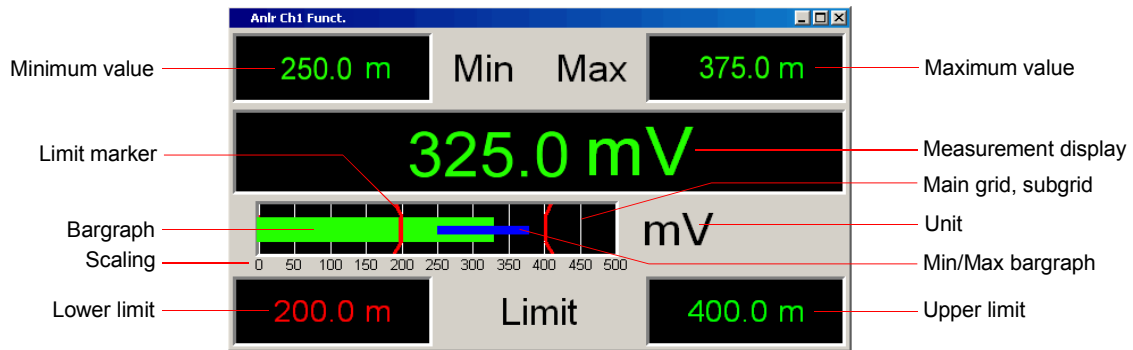 Anlr Ch1 Funct.
Minimum value
250.0 m
Min Max
375.0 m
Maximum value
325.0 mV
Measurement display
Limit marker
Main grid, subgrid
Bargraph
mV
Unit
Scaling
0 50 100 150 200 250 300 350 400 450 500
Min/Max bargraph
Lower limit
200.0 m
Limit
400.0 m
Upper limit